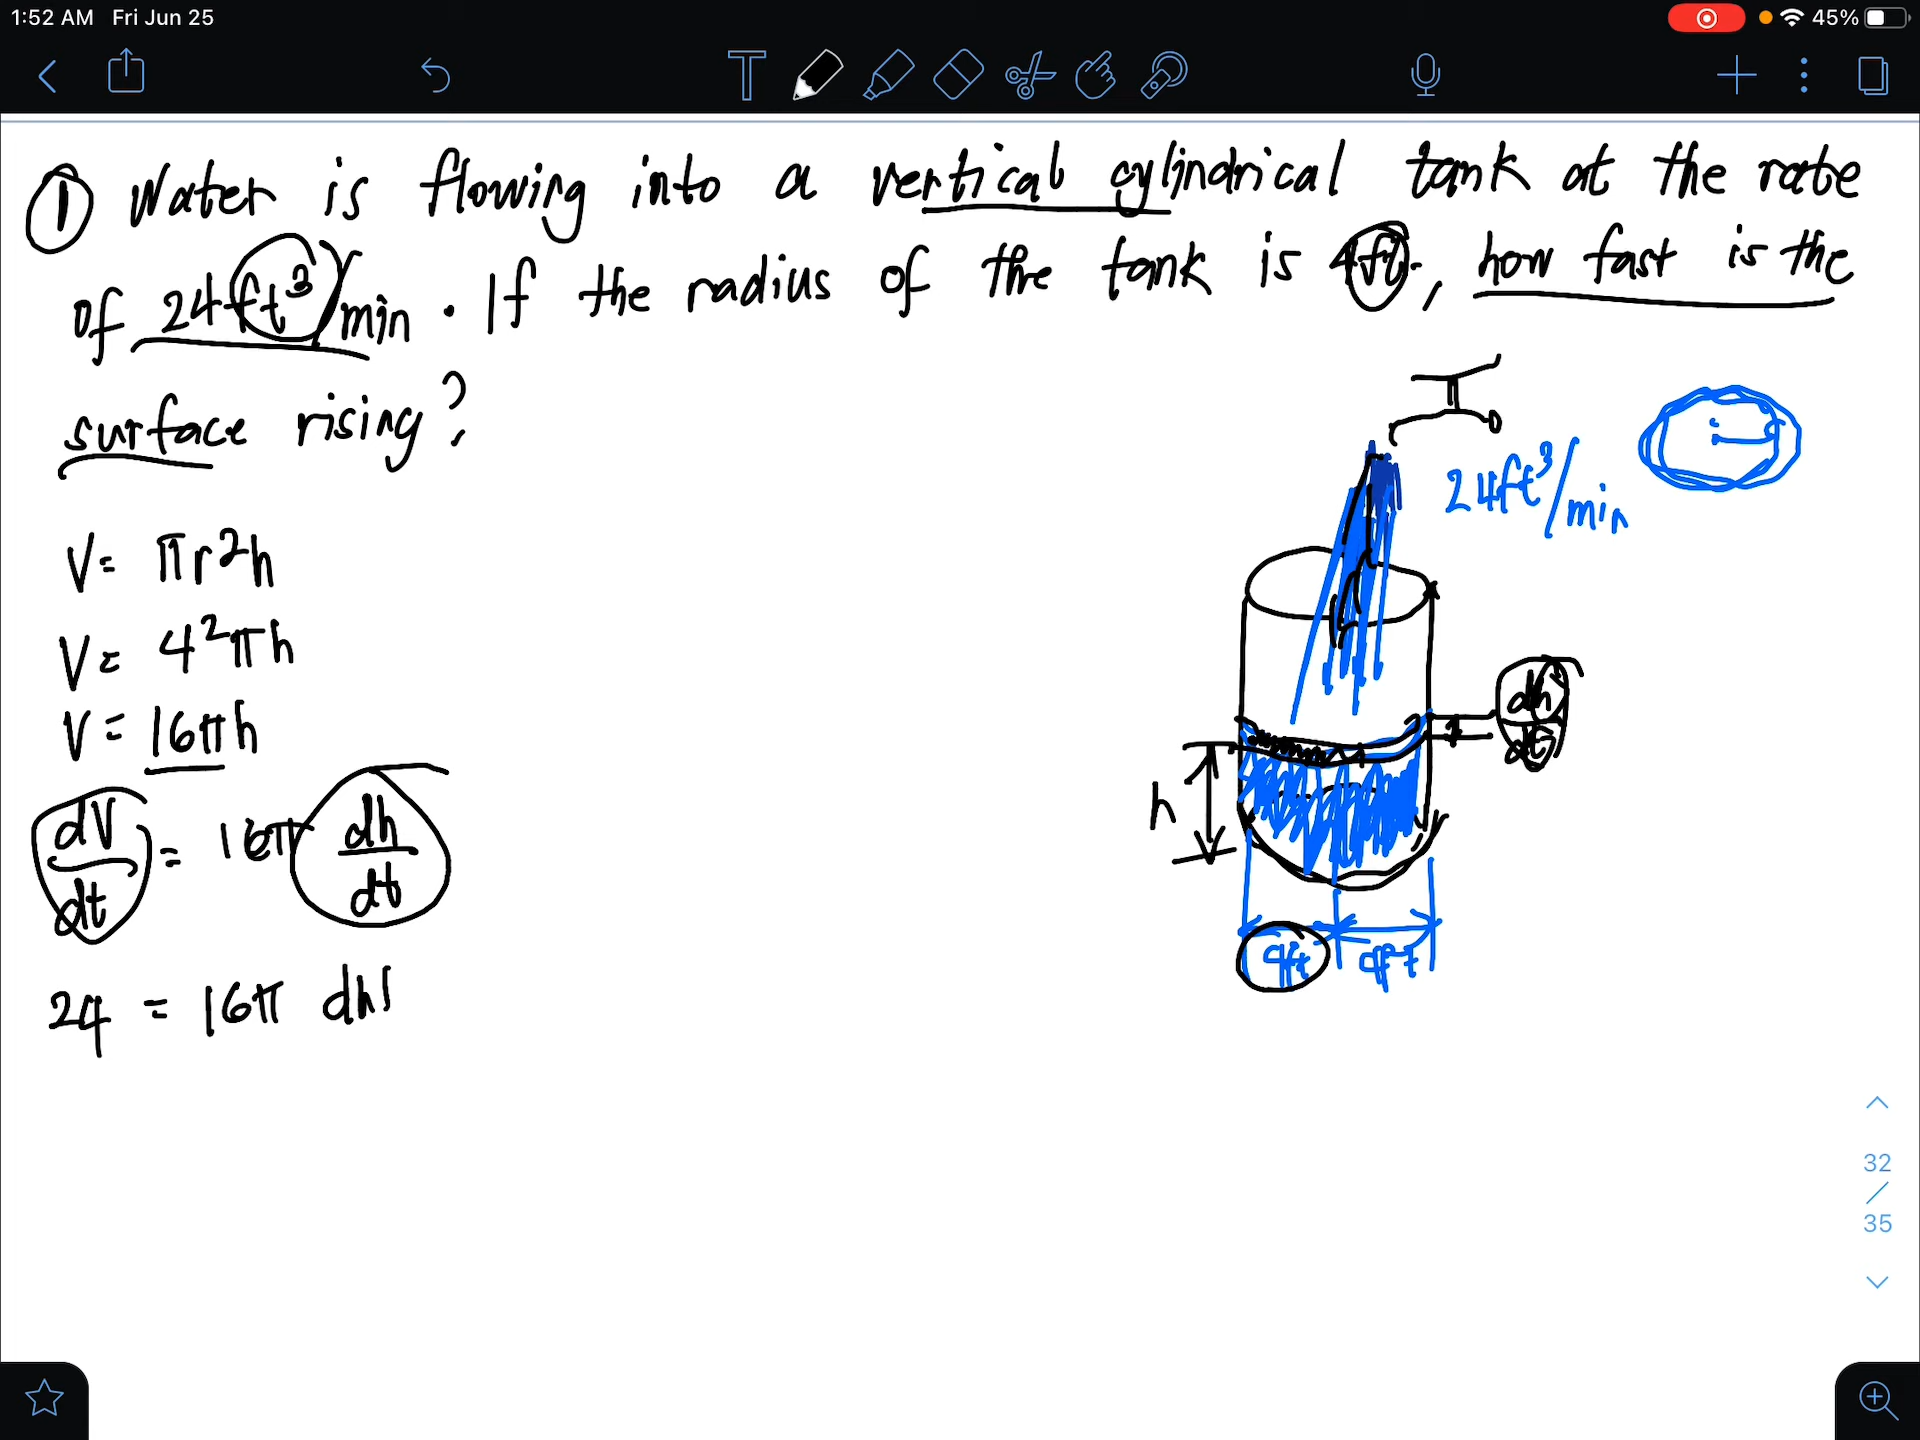 1:52 AM Fri Jun 25
45%
T
① Water is flowing into a vertical cylindrical tank at the rate
of 24ft³/min. If the radius of the tank is 4ft., how fast is the
surface rising?
24ft³/min
V= πr²h
V= 4²πh
V= 16πh
dh/dt
h
dV/dt = 16π dh/dt
4ft 4ft
24 = 16π dh
32
/
35